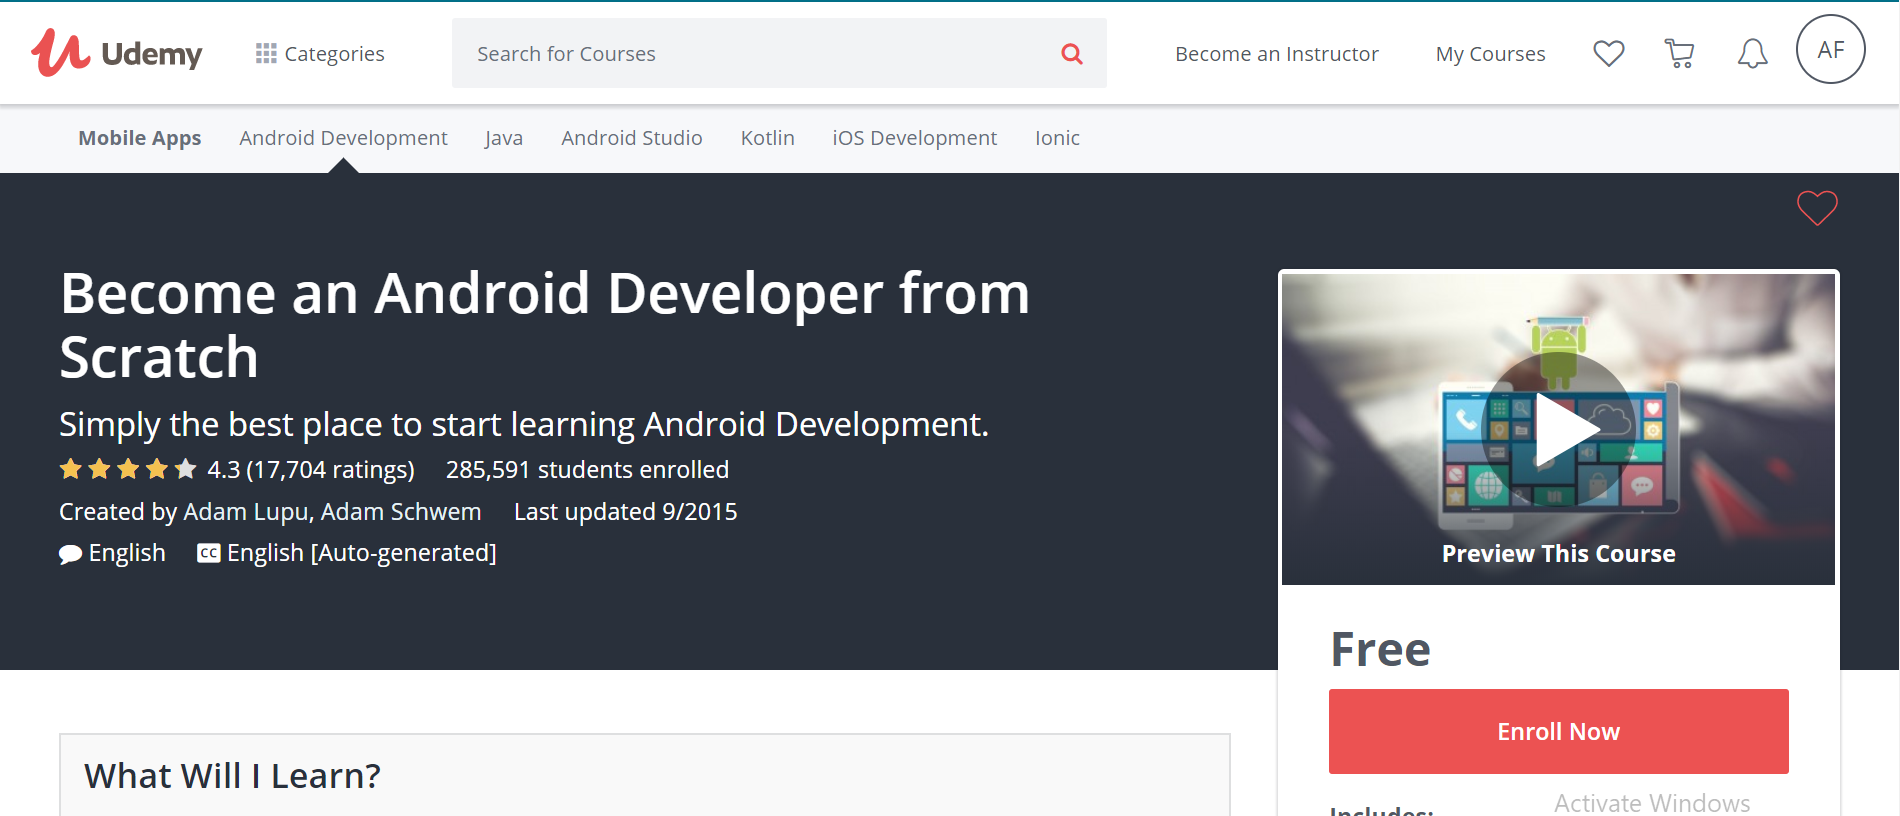 Udemy
Categories
Search for Courses
Become an Instructor
My Courses
AF
Mobile Apps
Android Development
Java
Android Studio
Kotlin
iOS Development
Ionic
Become an Android Developer from
Scratch
Simply the best place to start learning Android Development.
4.3 (17,704 ratings)
285,591 students enrolled
Created by Adam Lupu, Adam Schwem
Last updated 9/2015
English
CC English [Auto-generated]
Preview This Course
Free
Enroll Now
Includes:
Activate Windows
What Will I Learn?